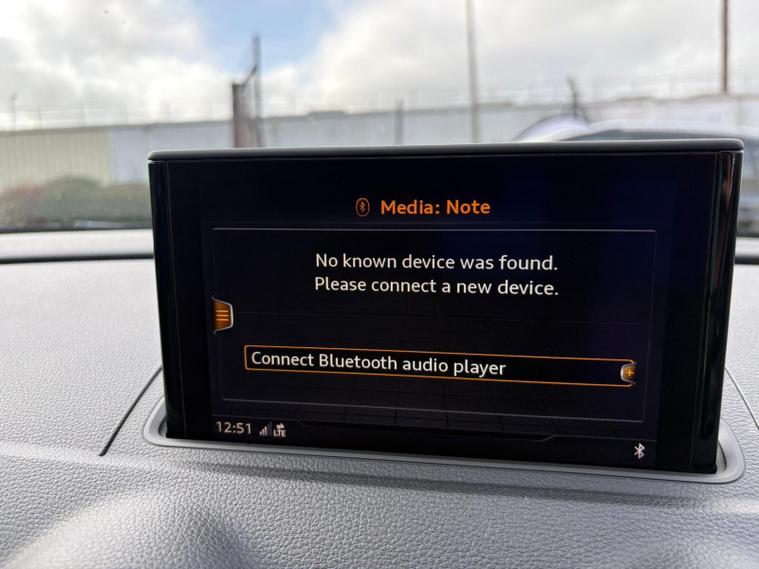 Media: Note
No known device was found.
Please connect a new device.
Connect Bluetooth audio player
12:51 LTE